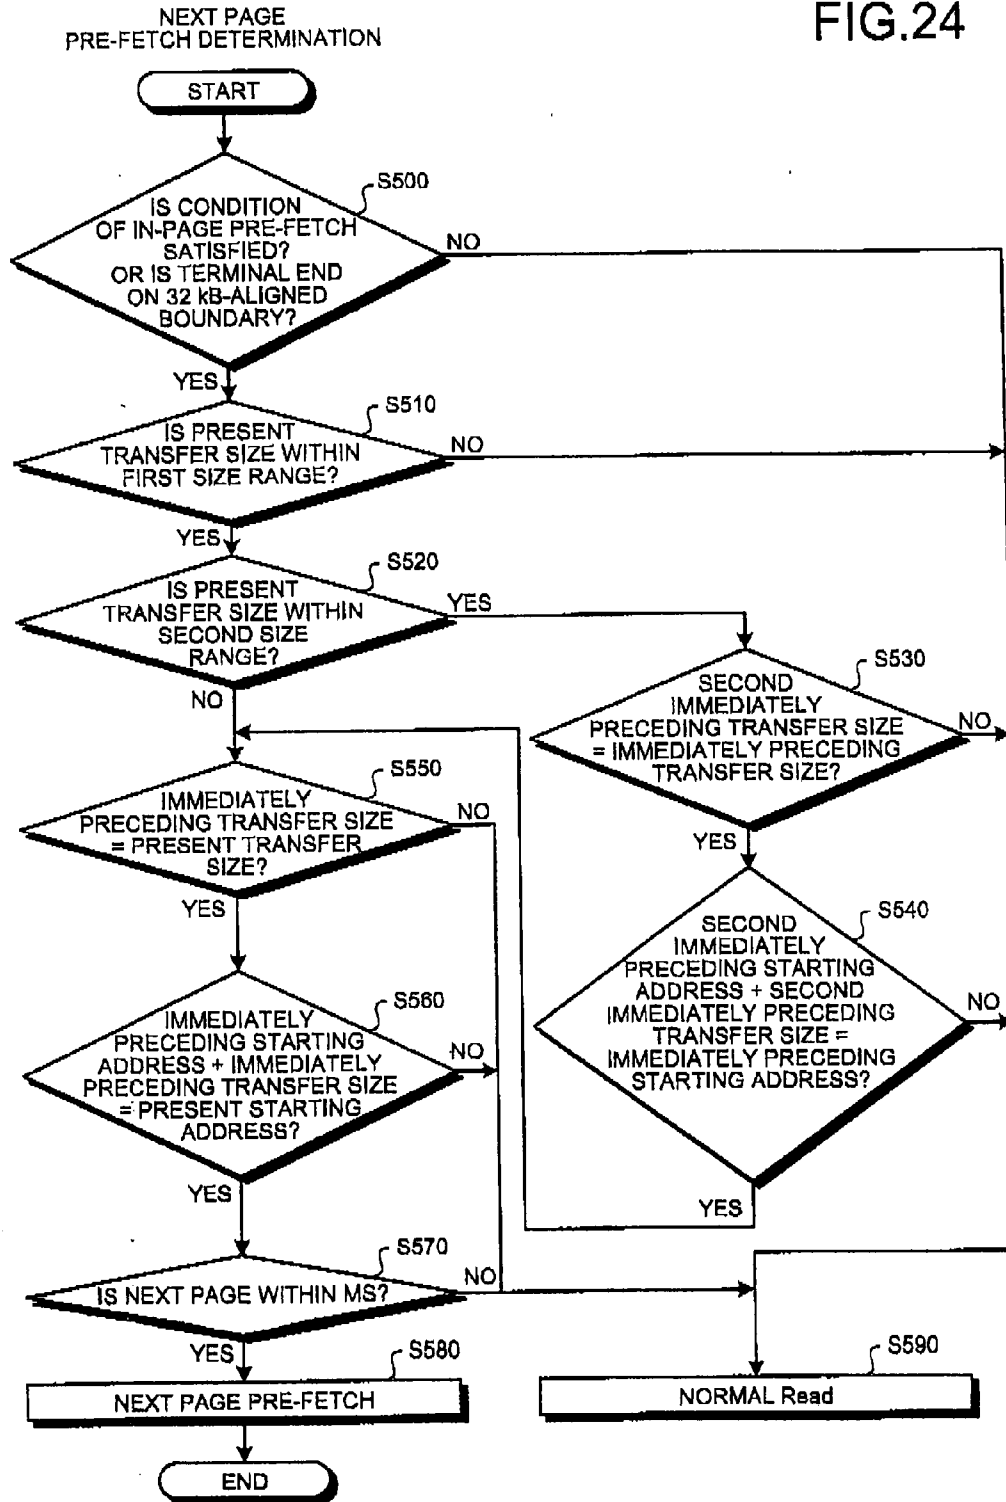 NEXT PAGE
PRE-FETCH DETERMINATION
FIG.24
START
S500
IS CONDITION
OF IN-PAGE PRE-FETCH
SATISFIED?
OR IS TERMINAL END
ON 32 kB-ALIGNED
BOUNDARY?
NO
YES
S510
IS PRESENT
TRANSFER SIZE WITHIN
FIRST SIZE RANGE?
NO
YES
S520
IS PRESENT
TRANSFER SIZE WITHIN
SECOND SIZE
RANGE?
YES
NO
S530
SECOND
IMMEDIATELY
PRECEDING TRANSFER SIZE
= IMMEDIATELY PRECEDING
TRANSFER SIZE?
NO
YES
S540
SECOND
IMMEDIATELY
PRECEDING STARTING
ADDRESS + SECOND
IMMEDIATELY PRECEDING
TRANSFER SIZE =
IMMEDIATELY PRECEDING
STARTING ADDRESS?
NO
YES
S550
IMMEDIATELY
PRECEDING TRANSFER SIZE
= PRESENT TRANSFER
SIZE?
NO
YES
S560
IMMEDIATELY
PRECEDING STARTING
ADDRESS + IMMEDIATELY
PRECEDING TRANSFER SIZE
= PRESENT STARTING
ADDRESS?
NO
YES
S570
IS NEXT PAGE WITHIN MS?
NO
YES
S580
NEXT PAGE PRE-FETCH
S590
NORMAL Read
END